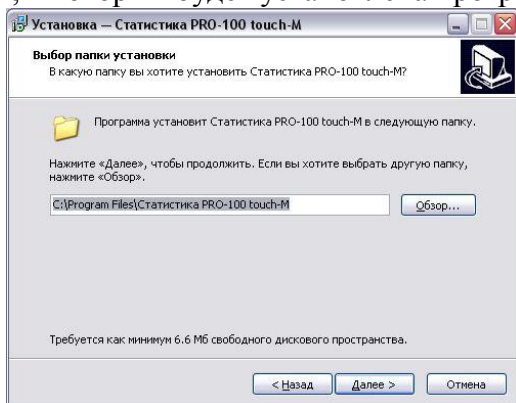 Установка — Статистика PRO-100 touch-M
Выбор папки установки
В какую папку вы хотите установить Статистика PRO-100 touch-M?
Программа установит Статистика PRO-100 touch-M в следующую папку.
Нажмите «Далее», чтобы продолжить. Если вы хотите выбрать другую папку,
нажмите «Обзор».
C:\Program Files\Статистика PRO-100 touch-M
Обзор...
Требуется как минимум 6.6 Мб свободного дискового пространства.
< Назад
Далее >
Отмена